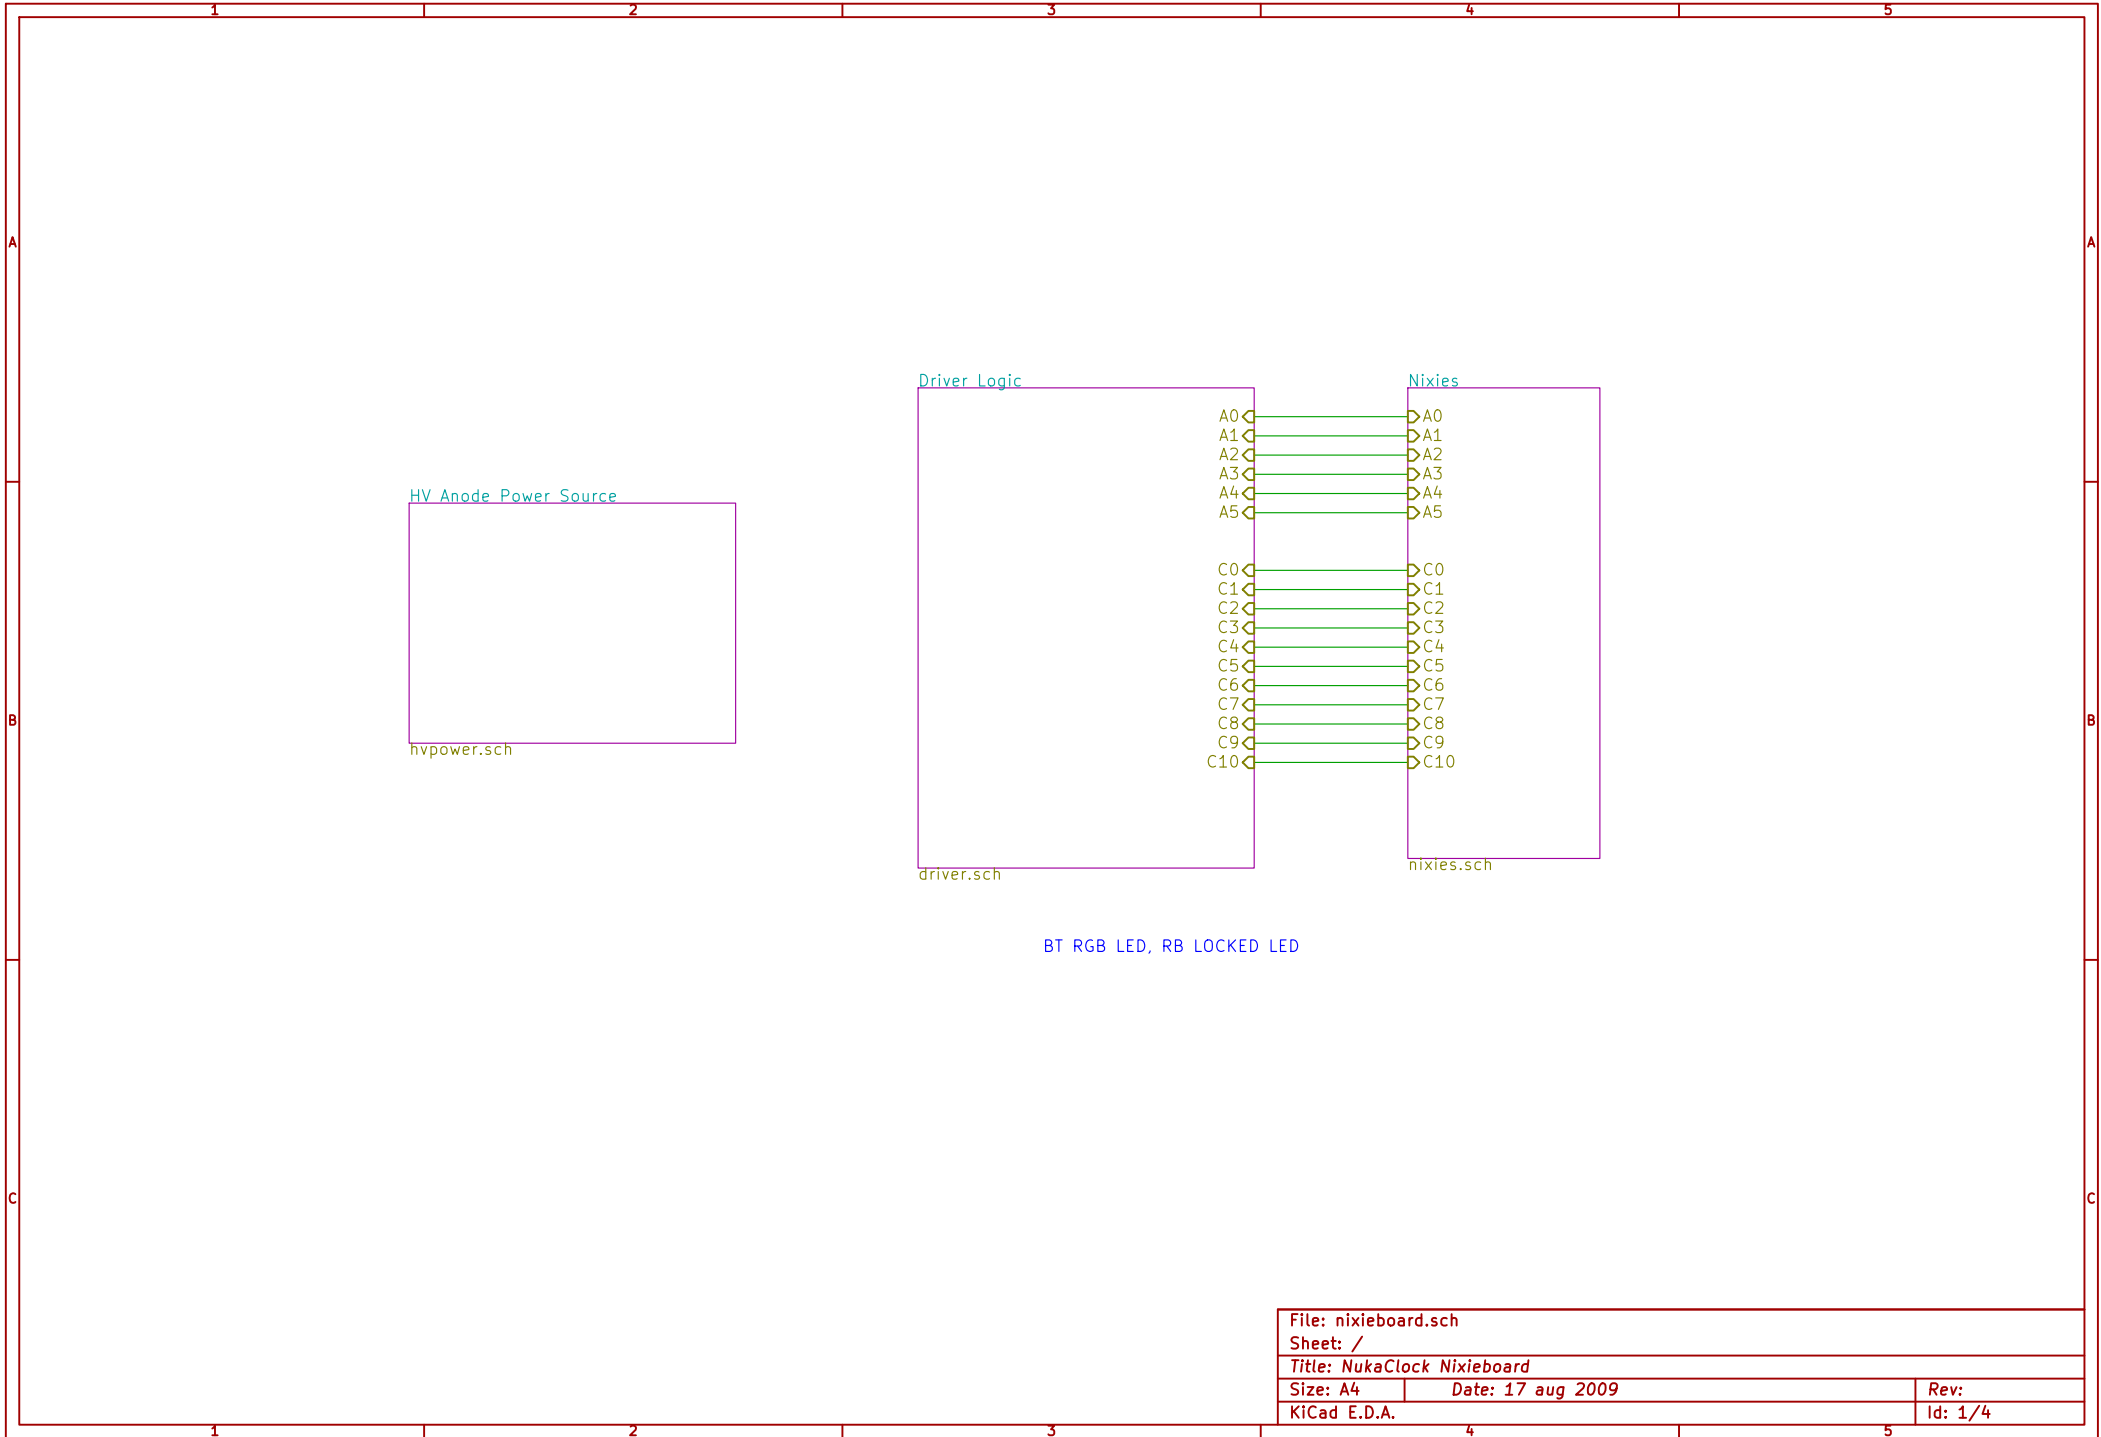 1 2 3 4 5
A A
Driver Logic Nixies
A0 A0
A1 A1
A2 A2
A3 A3
A4 A4
HV Anode Power Source
A5 A5
C0 C0
C1 C1
C2 C2
C3 C3
C4 C4
C5 C5
C6 C6
C7 C7
B B
C8 C8
C9 C9
hvpower.sch
C10 C10
nixies.sch
driver.sch
BT RGB LED, RB LOCKED LED
C C
File: nixieboard.sch
Sheet: /
Title: NukaClock Nixieboard
Size: A4 Date: 17 aug 2009 Rev:
KiCad E.D.A. Id: 1/4
1 2 3 4 5